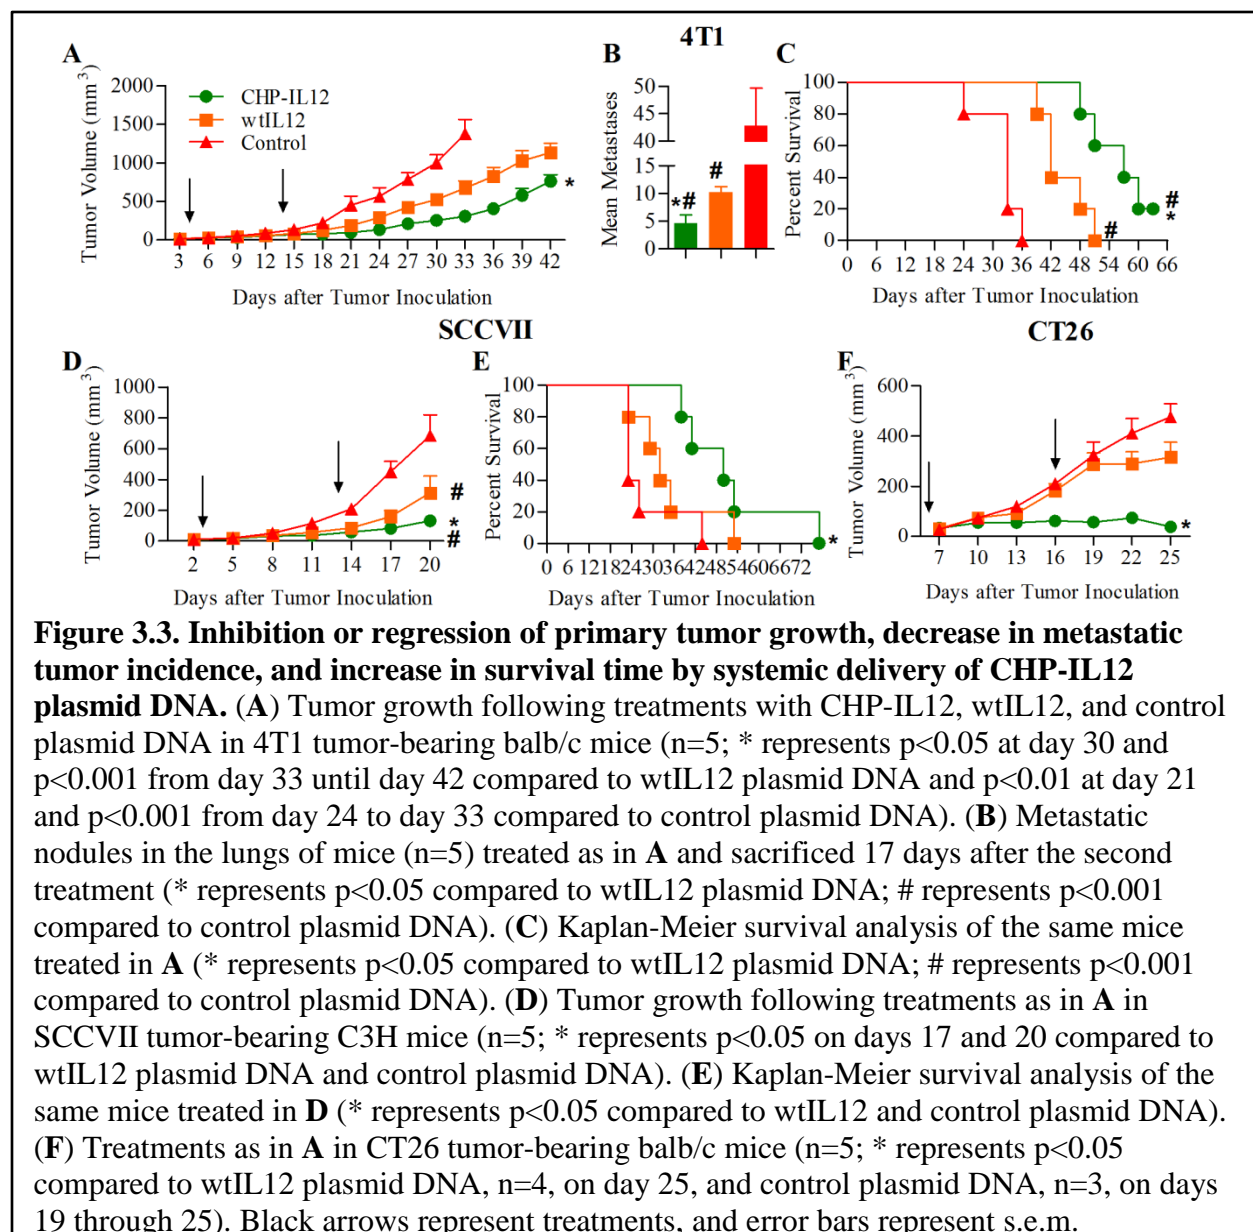 4T1
A
B
C
Tumor Volume (mm³)
2000
1500
1000
500
0
CHP-IL12
wtIL12
Control
*
3 6 9 12 15 18 21 24 27 30 33 36 39 42
Days after Tumor Inoculation
Mean Metastases
50
45
40
15
10
5
0
*#
#
Percent Survival
100
80
60
40
20
0
#
*
#
0 6 12 18 24 30 36 42 48 54 60 66
Days after Tumor Inoculation
SCCVII
CT26
D
E
F
Tumor Volume (mm³)
1000
800
600
400
200
0
#
*
#
2 5 8 11 14 17 20
Days after Tumor Inoculation
Percent Survival
100
80
60
40
20
0
*
0 6 12182430364248546066 72
Days after Tumor Inoculation
Tumor Volume (mm³)
600
400
200
0
*
7 10 13 16 19 22 25
Days after Tumor Inoculation
Figure 3.3. Inhibition or regression of primary tumor growth, decrease in metastatic
tumor incidence, and increase in survival time by systemic delivery of CHP-IL12
plasmid DNA. (A) Tumor growth following treatments with CHP-IL12, wtIL12, and control
plasmid DNA in 4T1 tumor-bearing balb/c mice (n=5; * represents p<0.05 at day 30 and
p<0.001 from day 33 until day 42 compared to wtIL12 plasmid DNA and p<0.01 at day 21
and p<0.001 from day 24 to day 33 compared to control plasmid DNA). (B) Metastatic
nodules in the lungs of mice (n=5) treated as in A and sacrificed 17 days after the second
treatment (* represents p<0.05 compared to wtIL12 plasmid DNA; # represents p<0.001
compared to control plasmid DNA). (C) Kaplan-Meier survival analysis of the same mice
treated in A (* represents p<0.05 compared to wtIL12 plasmid DNA; # represents p<0.001
compared to control plasmid DNA). (D) Tumor growth following treatments as in A in
SCCVII tumor-bearing C3H mice (n=5; * represents p<0.05 on days 17 and 20 compared to
wtIL12 plasmid DNA and control plasmid DNA). (E) Kaplan-Meier survival analysis of the
same mice treated in D (* represents p<0.05 compared to wtIL12 and control plasmid DNA).
(F) Treatments as in A in CT26 tumor-bearing balb/c mice (n=5; * represents p<0.05
compared to wtIL12 plasmid DNA, n=4, on day 25, and control plasmid DNA, n=3, on days
19 through 25). Black arrows represent treatments, and error bars represent s.e.m.